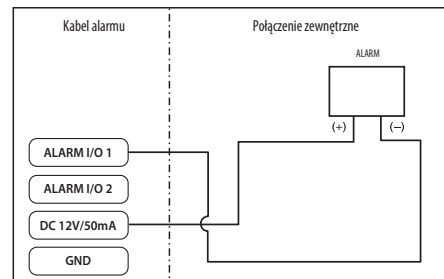 Kabel alarmu
Połączenie zewnętrzne
ALARM
(+)
(−)
ALARM I/O 1
ALARM I/O 2
DC 12V/50mA
GND